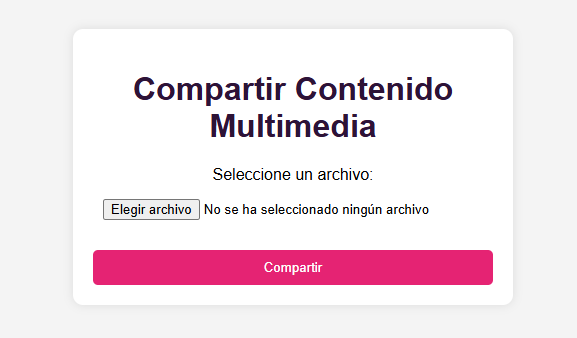 Compartir Contenido
Multimedia
Seleccione un archivo:
Elegir archivo No se ha seleccionado ningún archivo
Compartir